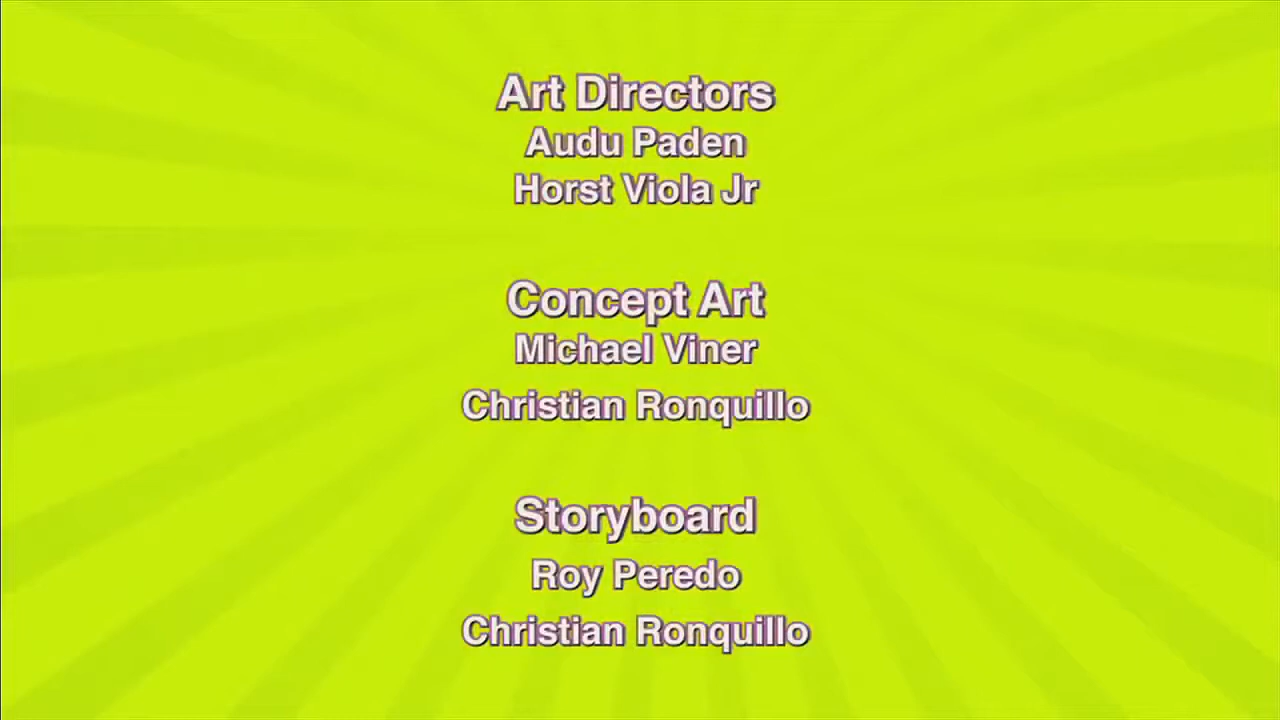 Art Directors
Audu Paden
Horst Viola Jr
Concept Art
Michael Viner
Christian Ronquillo
Storyboard
Roy Peredo
Christian Ronquillo